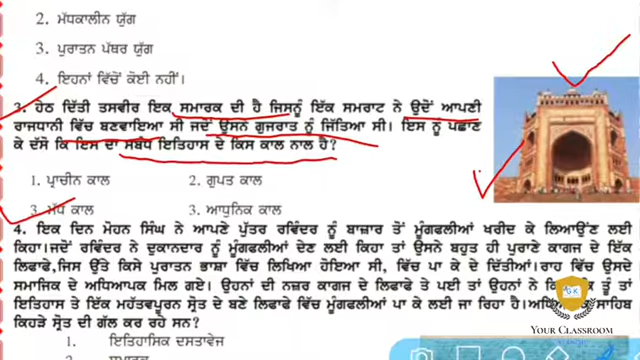 2. ਮੱਧਕਾਲੀਨ ਯੁੱਗ
3. ਪੁਰਾਤਨ ਪੱਥਰ ਯੁੱਗ
4. ਇਹਨਾਂ ਵਿੱਚੋਂ ਕੋਈ ਨਹੀਂ।
3. ਹੇਠ ਦਿੱਤੀ ਤਸਵੀਰ ਇਕ ਸਮਾਰਕ ਦੀ ਹੈ ਜਿਸਨੂੰ ਇੱਕ ਸਮਰਾਟ ਨੇ ਉਦੋਂ ਆਪਣੀ
ਰਾਜਧਾਨੀ ਵਿੱਚ ਬਣਵਾਇਆ ਸੀ ਜਦੋਂ ਉਸਨੇ ਗੁਜਰਾਤ ਨੂੰ ਜਿੱਤਿਆ ਸੀ। ਇਸ ਨੂੰ ਪਛਾਣ
ਕੇ ਦੱਸੋ ਕਿ ਇਸ ਦਾ ਸਬੰਧ ਇਤਿਹਾਸ ਦੇ ਕਿਸ ਕਾਲ ਨਾਲ ਹੈ?
1. ਪ੍ਰਾਚੀਨ ਕਾਲ 2. ਗੁਪਤ ਕਾਲ
3. ਮੱਧ ਕਾਲ 3. ਆਧੁਨਿਕ ਕਾਲ
4. ਇਕ ਦਿਨ ਮੋਹਨ ਸਿੰਘ ਨੇ ਆਪਣੇ ਪੁੱਤਰ ਰਵਿੰਦਰ ਨੂੰ ਬਾਜ਼ਾਰ ਤੋਂ ਮੂੰਗਫਲੀਆਂ ਖਰੀਦ ਕੇ ਲਿਆਉਂਣ ਲਈ
ਕਿਹਾ।ਜਦੋਂ ਰਵਿੰਦਰ ਨੇ ਦੁਕਾਨਦਾਰ ਨੂੰ ਮੂੰਗਫਲੀਆਂ ਦੇਣ ਲਈ ਕਿਹਾ ਤਾਂ ਉਸਨੇ ਬਹੁਤ ਹੀ ਪੁਰਾਣੇ ਕਾਗਜ ਦੇ ਇੱਕ
ਲਿਫਾਫੇ,ਜਿਸ ਉੱਤੇ ਕਿਸੇ ਪੁਰਾਤਨ ਭਾਸ਼ਾ ਵਿੱਚ ਲਿਖਿਆ ਹੋਇਆ ਸੀ, ਵਿੱਚ ਪਾ ਕੇ ਦੇ ਦਿੱਤੀਆਂ। ਰਾਹ ਵਿੱਚ ਉਸਦੇ
ਸਮਾਜਿਕ ਦੇ ਅਧਿਆਪਕ ਮਿਲ ਗਏ। ਉਹਨਾਂ ਦੀ ਨਜ਼ਰ ਕਾਗਜ ਦੇ ਲਿਫਾਫੇ ਤੇ ਪਈ ਤਾਂ ਉਹਨਾਂ ਨੇ ਤੂੰ ਤਾਂ
ਇਤਿਹਾਸ ਤੇ ਇੱਕ ਮਹੱਤਵਪੂਰਨ ਸ੍ਰੋਤ ਦੇ ਬਣੇ ਲਿਫਾਫੇ ਵਿੱਚ ਮੂੰਗਫਲੀਆਂ ਪਾ ਕੇ ਲਈ ਜਾ ਰਿਹਾ ਹੈ। ਸਾਹਿਬ
ਕਿਹੜੇ ਸ੍ਰੋਤ ਦੀ ਗੱਲ ਕਰ ਰਹੇ ਸਨ?
1. ਇਤਿਹਾਸਿਕ ਦਸਤਾਵੇਜ
GK
YOUR CLASSROOM